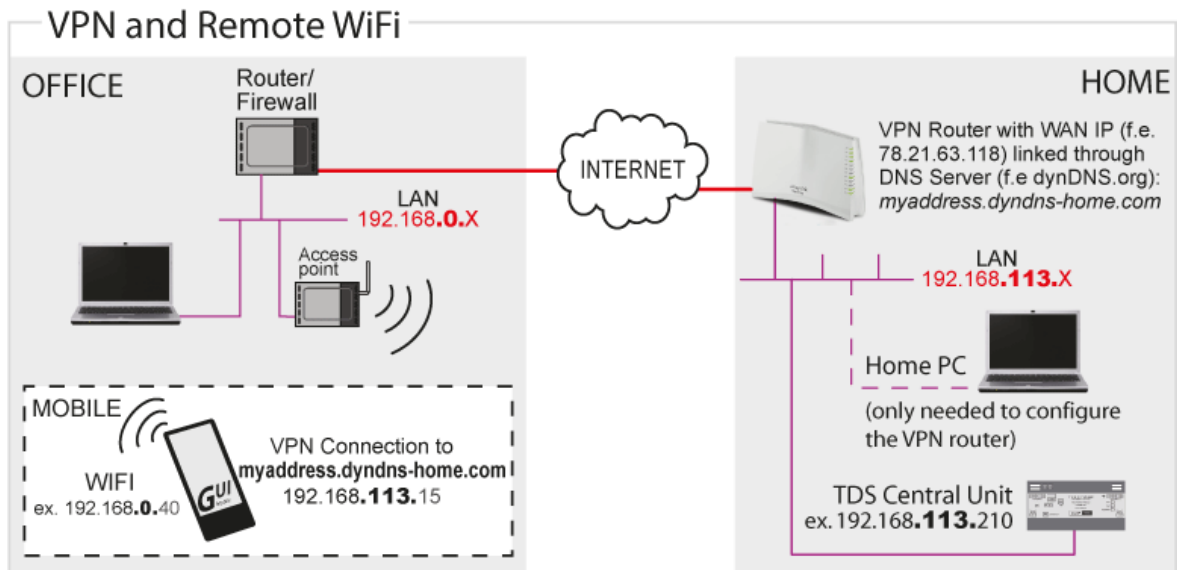 VPN and Remote WiFi
OFFICE
Router/
Firewall
LAN
192.168.0.X
Access
point
MOBILE
WIFI
ex. 192.168.0.40
GUI
VPN Connection to
myaddress.dyndns-home.com
192.168.113.15
INTERNET
HOME
VPN Router with WAN IP (f.e.
78.21.63.118) linked through
DNS Server (f.e dynDNS.org):
myaddress.dyndns-home.com
LAN
192.168.113.X
Home PC
(only needed to configure
the VPN router)
TDS Central Unit
ex. 192.168.113.210